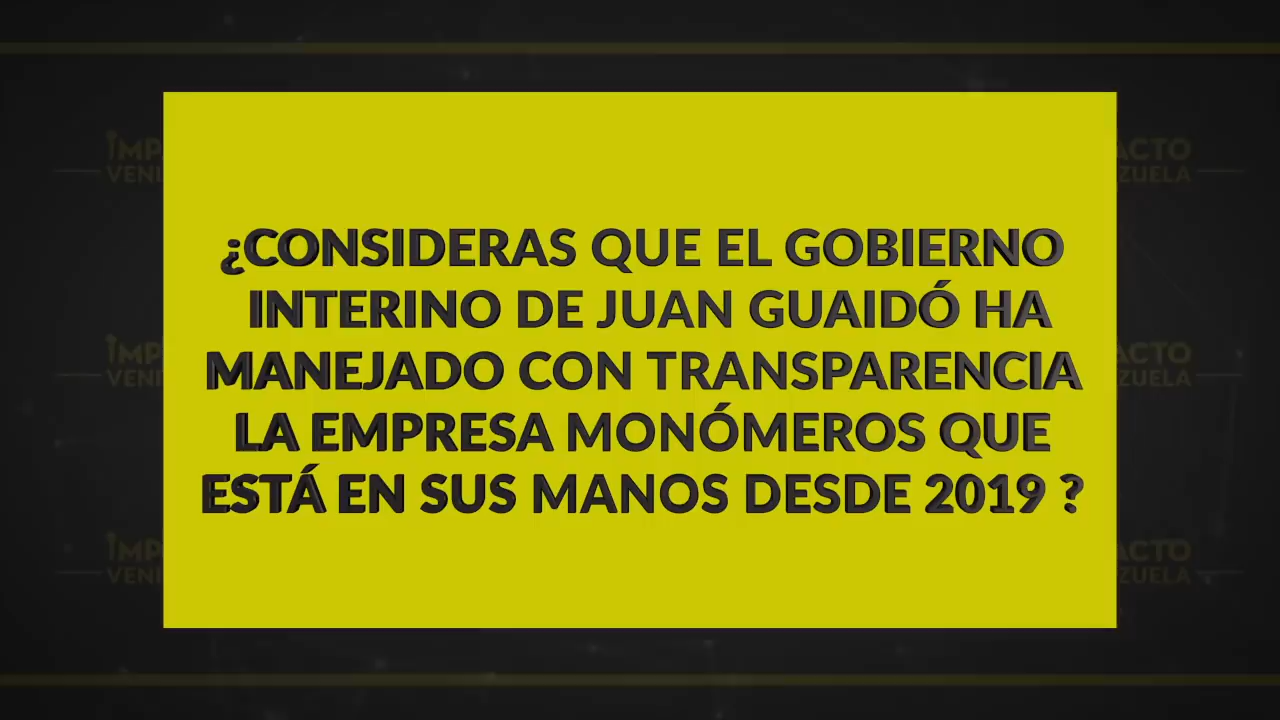 ¿CONSIDERAS QUE EL GOBIERNO
INTERINO DE JUAN GUAIDÓ HA
MANEJADO CON TRANSPARENCIA
LA EMPRESA MONÓMEROS QUE
ESTÁ EN SUS MANOS DESDE 2019 ?